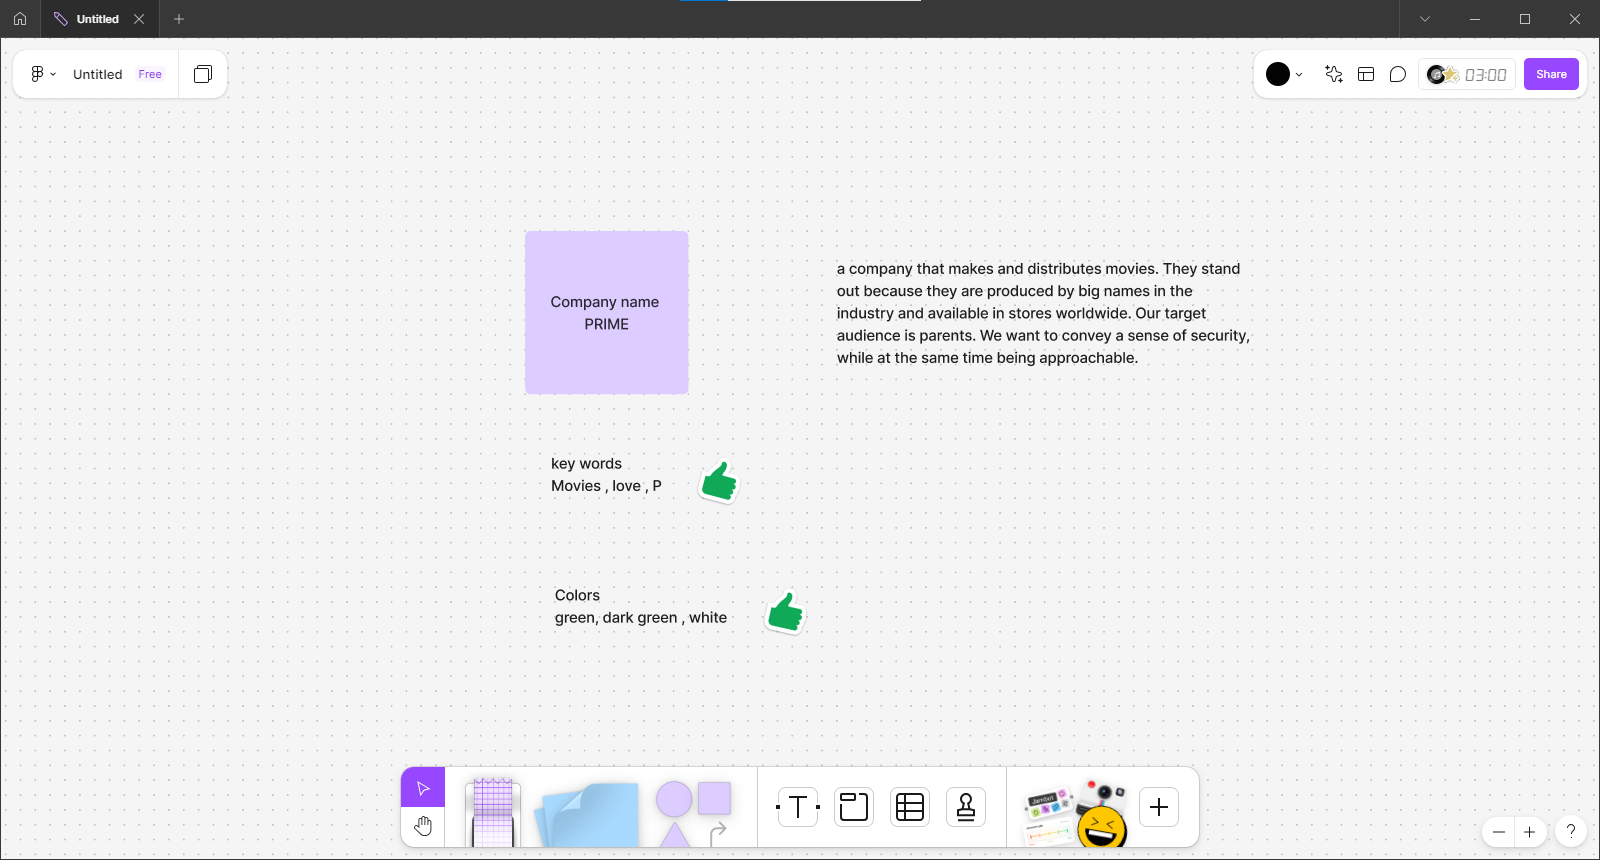 Untitled
Untitled Free
03:00
Share
Company name
PRIME
a company that makes and distributes movies. They stand
out because they are produced by big names in the
industry and available in stores worldwide. Our target
audience is parents. We want to convey a sense of security,
while at the same time being approachable.
key words
Movies , love , P
Colors
green, dark green , white
T
Jambot
?